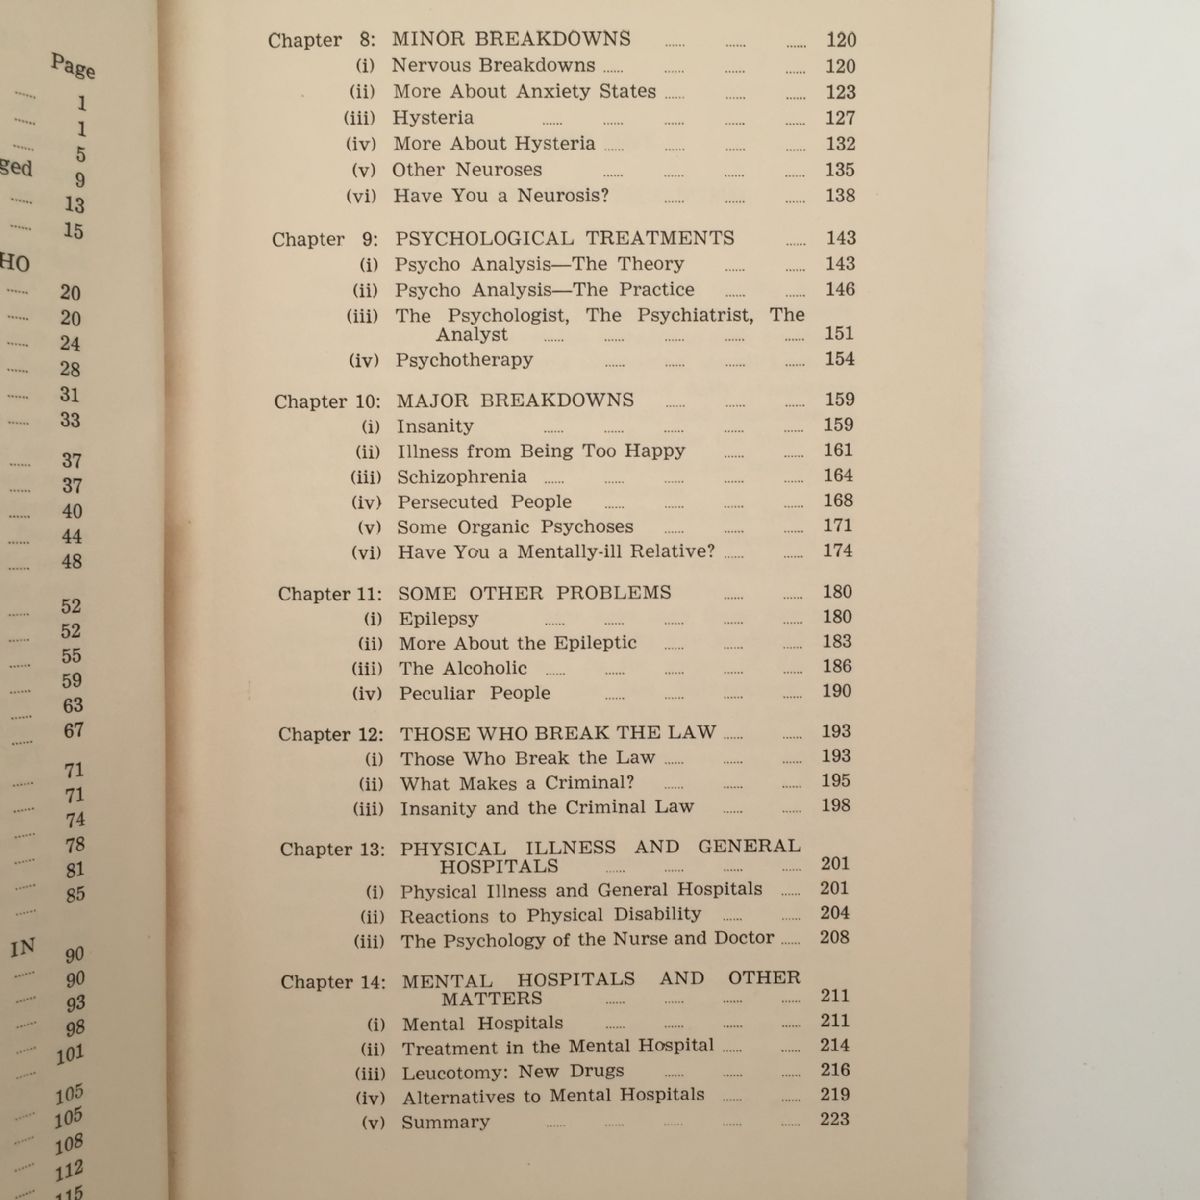 Page
1
1
5
ged 9
13
15
HO
20
20
24
28
31
33
37
37
40
44
48
52
52
55
59
63
67
71
71
74
78
81
85
IN
90
90
93
98
101
105
105
108
112
115
Chapter 8: MINOR BREAKDOWNS ...... ...... ...... 120
(i) Nervous Breakdowns ...... ...... ...... ...... 120
(ii) More About Anxiety States ...... ...... ...... 123
(iii) Hysteria ...... ...... ...... ...... ...... 127
(iv) More About Hysteria ...... ...... ...... ...... 132
(v) Other Neuroses ...... ...... ...... ...... 135
(vi) Have You a Neurosis? ...... ...... ...... 138
Chapter 9: PSYCHOLOGICAL TREATMENTS ...... 143
(i) Psycho Analysis—The Theory ...... ...... 143
(ii) Psycho Analysis—The Practice ...... ...... 146
(iii) The Psychologist, The Psychiatrist, The
Analyst ...... ...... ...... ...... ...... 151
(iv) Psychotherapy ...... ...... ...... ...... 154
Chapter 10: MAJOR BREAKDOWNS ...... ...... ...... 159
(i) Insanity ...... ...... ...... ...... ...... 159
(ii) Illness from Being Too Happy ...... ...... 161
(iii) Schizophrenia ...... ...... ...... ...... ...... 164
(iv) Persecuted People ...... ...... ...... ...... 168
(v) Some Organic Psychoses ...... ...... ...... 171
(vi) Have You a Mentally-ill Relative? ...... ...... 174
Chapter 11: SOME OTHER PROBLEMS ...... ...... 180
(i) Epilepsy ...... ...... ...... ...... ...... 180
(ii) More About the Epileptic ...... ...... ...... 183
(iii) The Alcoholic ...... ...... ...... ...... ...... 186
(iv) Peculiar People ...... ...... ...... ...... 190
Chapter 12: THOSE WHO BREAK THE LAW ...... ...... 193
(i) Those Who Break the Law ...... ...... ...... 193
(ii) What Makes a Criminal? ...... ...... ...... 195
(iii) Insanity and the Criminal Law ...... ...... 198
Chapter 13: PHYSICAL ILLNESS AND GENERAL
HOSPITALS ...... ...... ...... ...... 201
(i) Physical Illness and General Hospitals ...... 201
(ii) Reactions to Physical Disability ...... ...... 204
(iii) The Psychology of the Nurse and Doctor ...... 208
Chapter 14: MENTAL HOSPITALS AND OTHER
MATTERS ...... ...... ...... ...... 211
(i) Mental Hospitals ...... ...... ...... ...... 211
(ii) Treatment in the Mental Hospital ...... ...... 214
(iii) Leucotomy: New Drugs ...... ...... ...... 216
(iv) Alternatives to Mental Hospitals ...... ...... 219
(v) Summary ...... ...... ...... ...... ...... 223